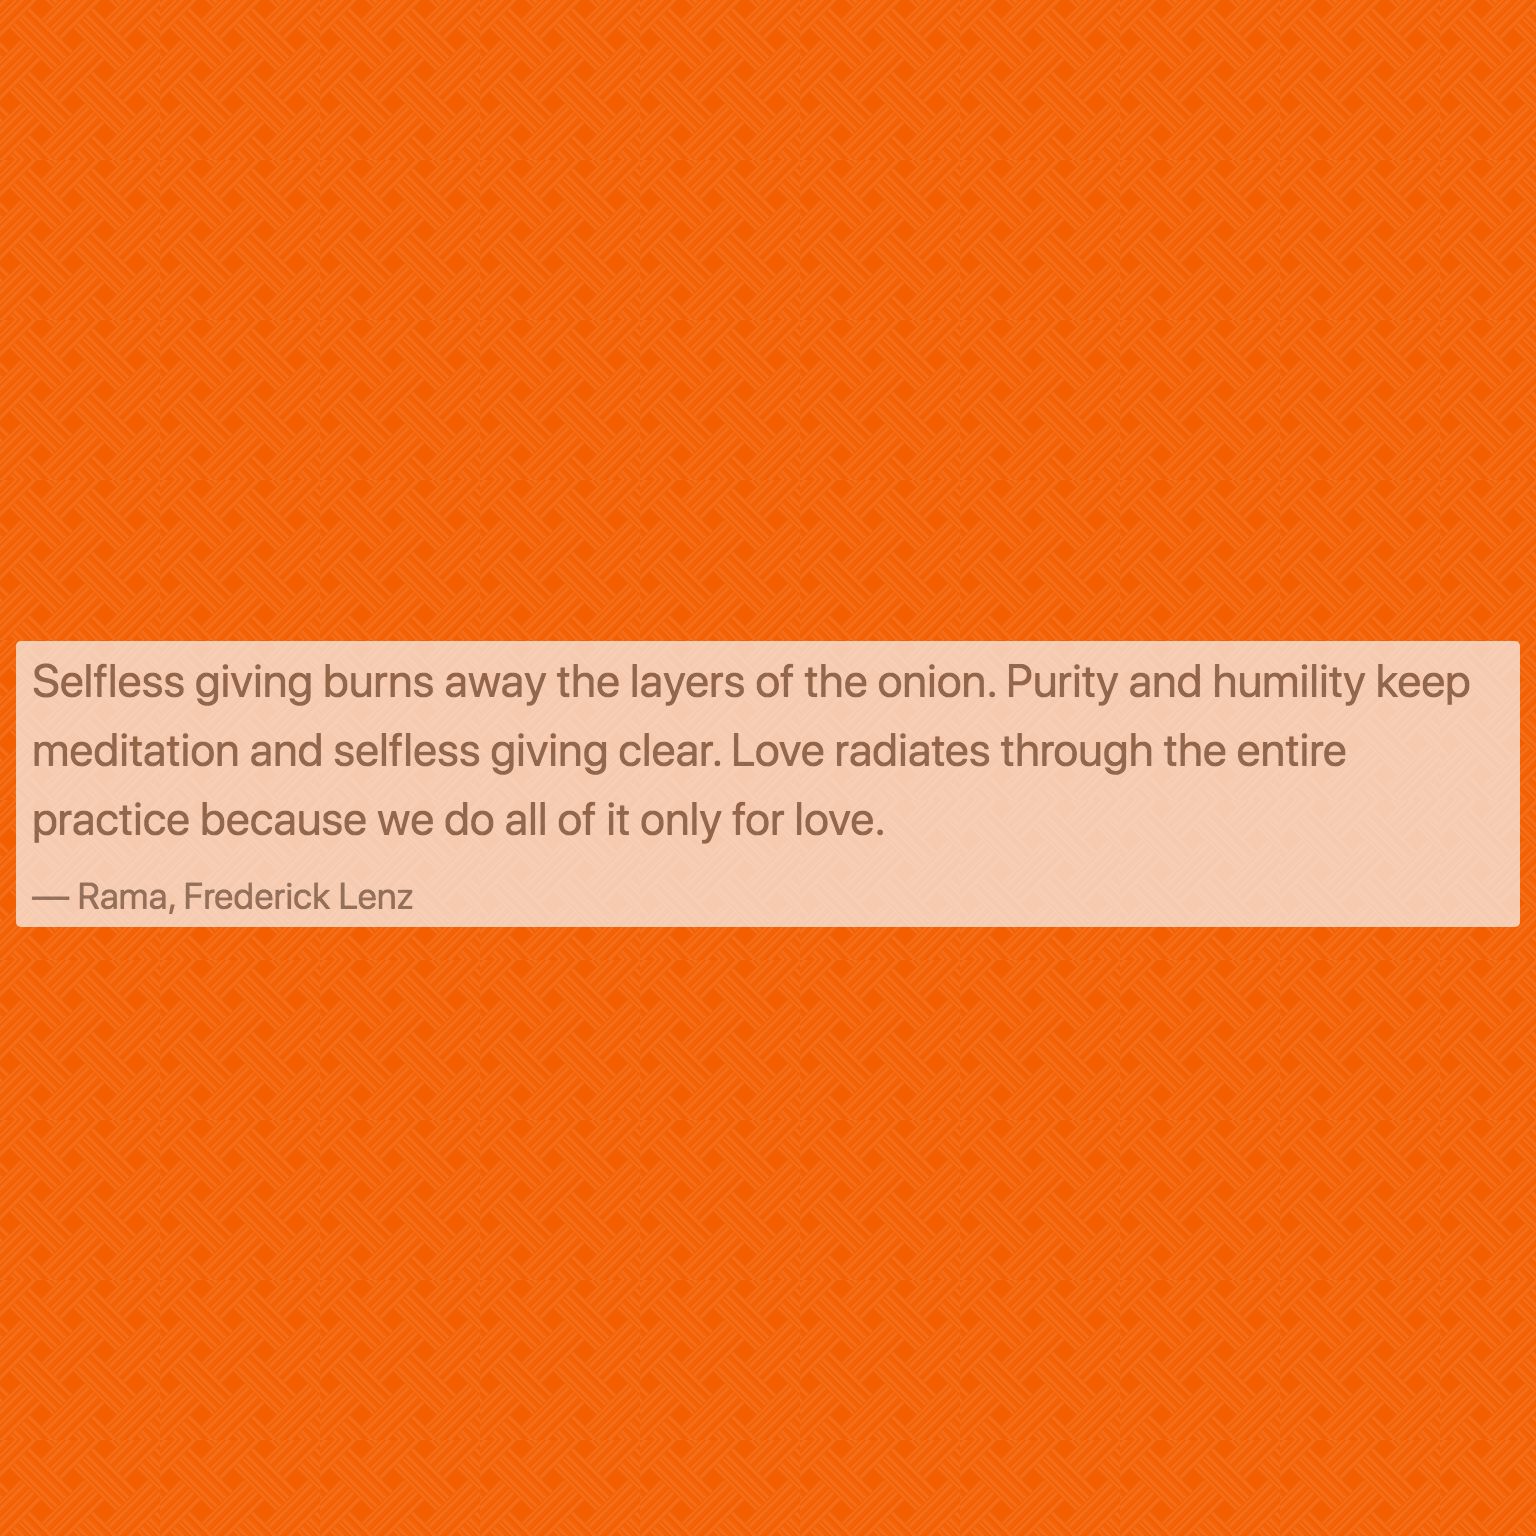 Selfless giving burns away the layers of the onion. Purity and humility keep
meditation and selfless giving clear. Love radiates through the entire
practice because we do all of it only for love.
— Rama, Frederick Lenz